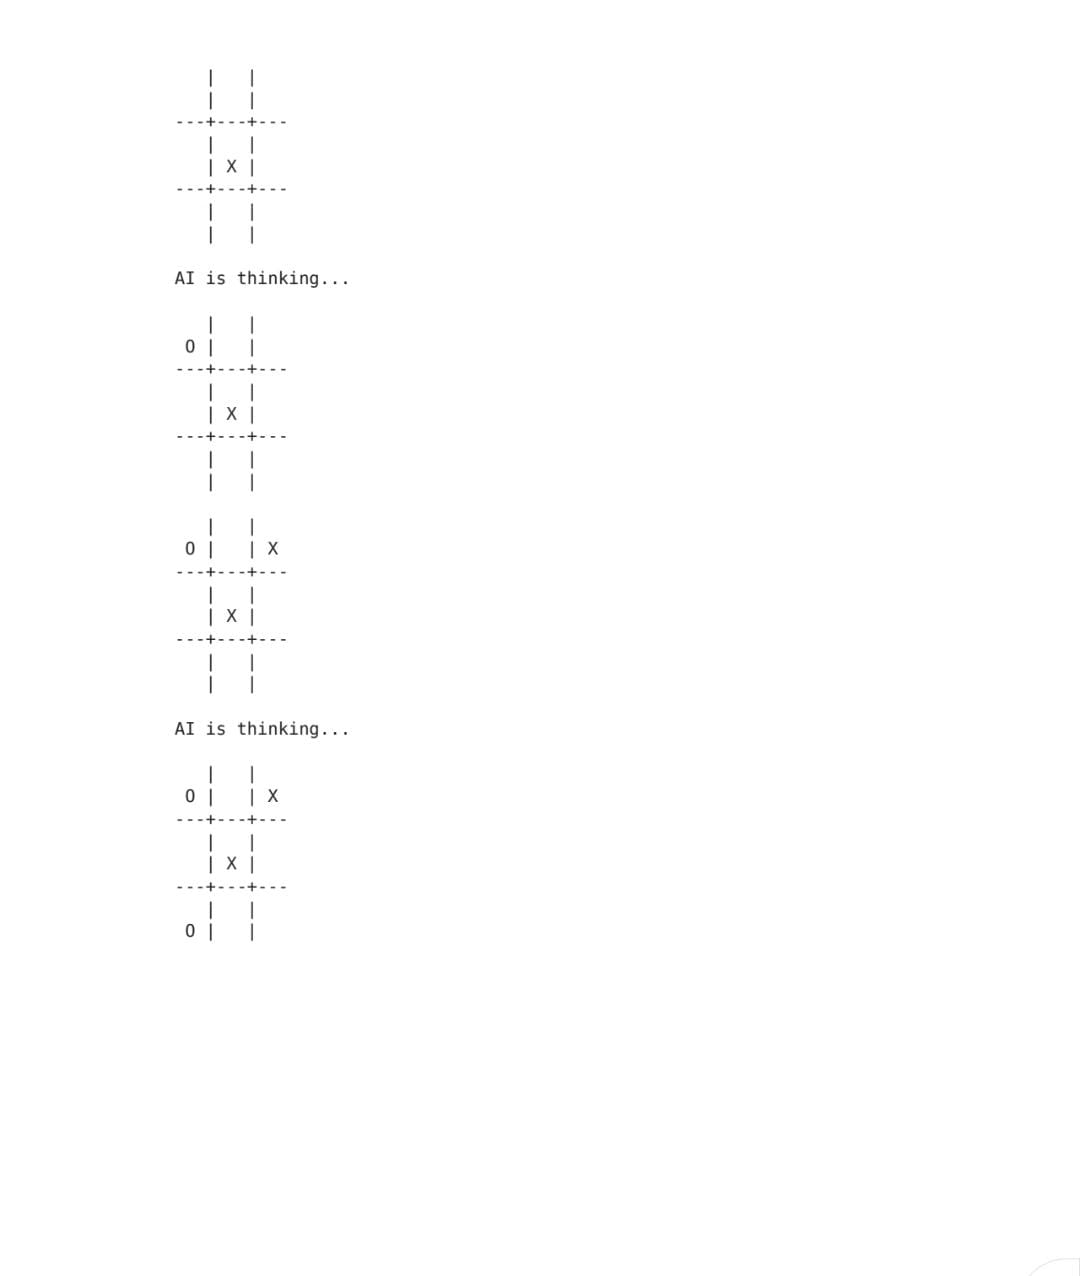 |   |
   |   |
---+---+---
   |   |
   | X |
---+---+---
   |   |
   |   |
AI is thinking...
   |   |
 O |   |
---+---+---
   |   |
   | X |
---+---+---
   |   |
   |   |
   |   |
 O |   | X
---+---+---
   |   |
   | X |
---+---+---
   |   |
   |   |
AI is thinking...
   |   |
 O |   | X
---+---+---
   |   |
   | X |
---+---+---
   |   |
 O |   |